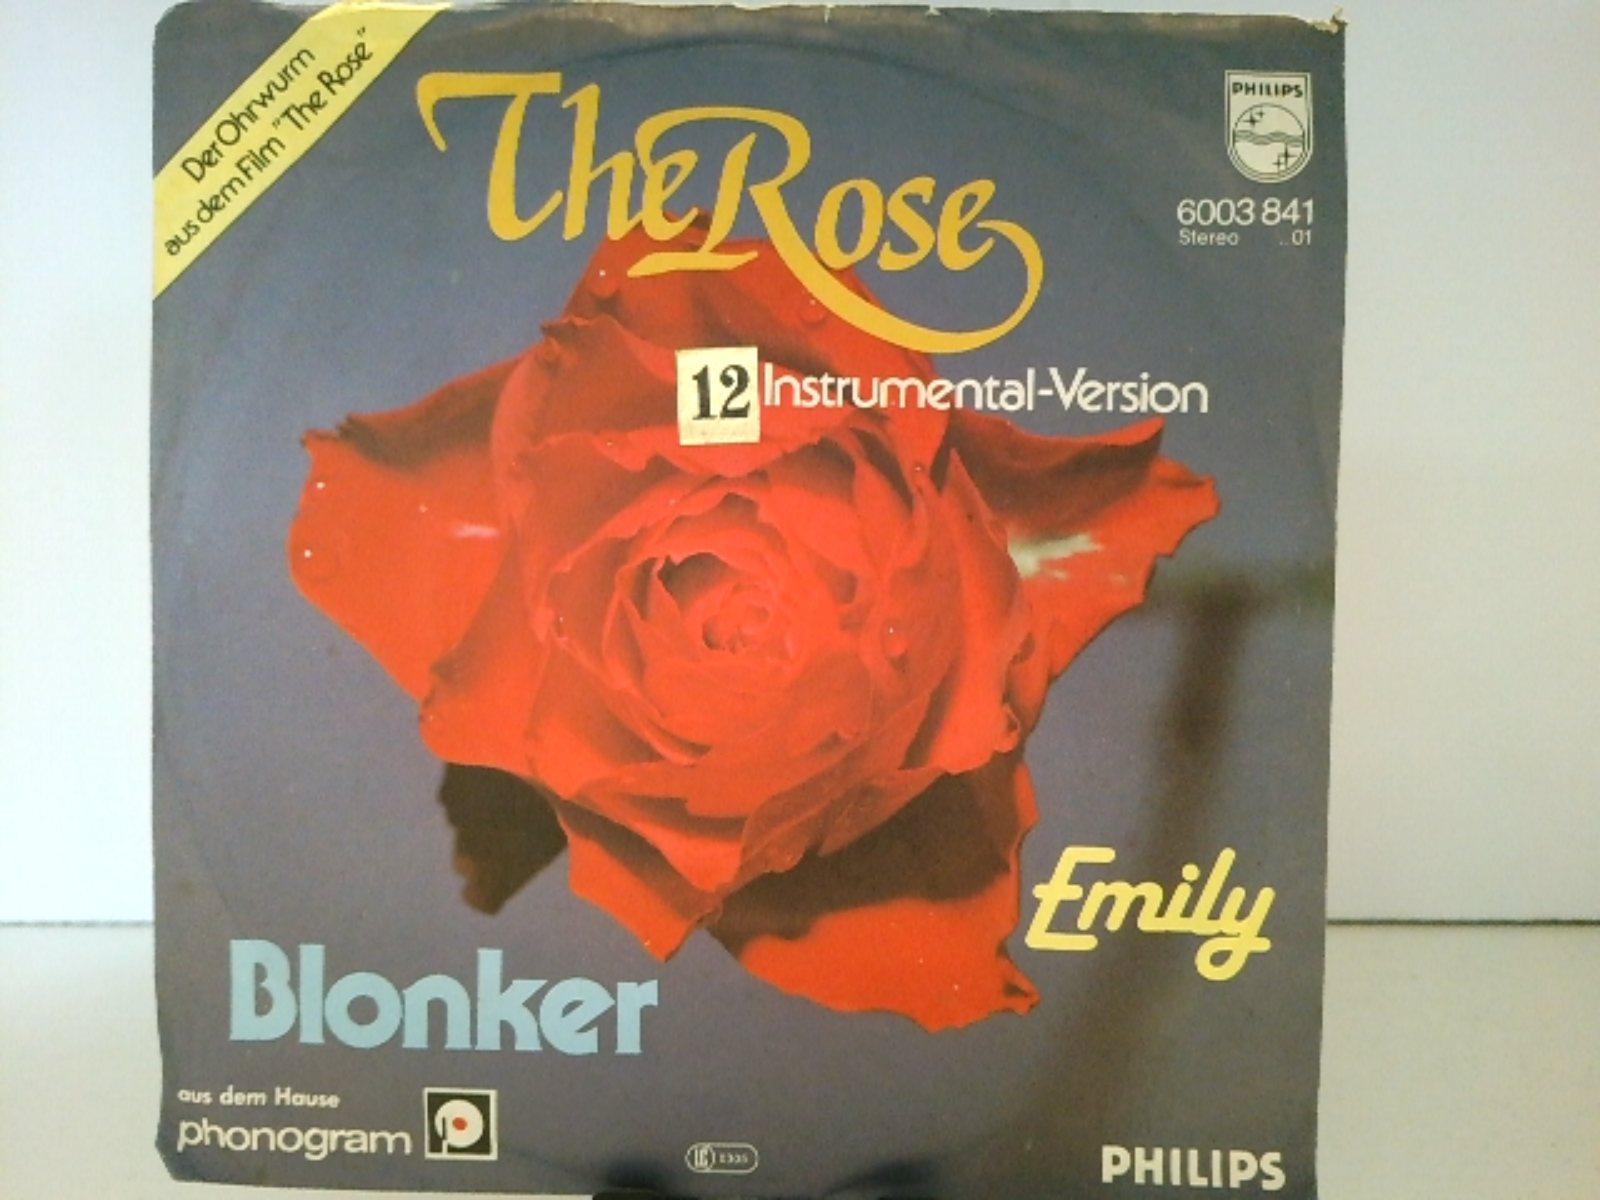 Der Ohrwurm
aus dem Film "The Rose"
The Rose
PHILIPS
6003 841
Stereo ..01
12
Instrumental-Version
Emily
Blonker
aus dem Hause
phonogram
p
LC
PHILIPS